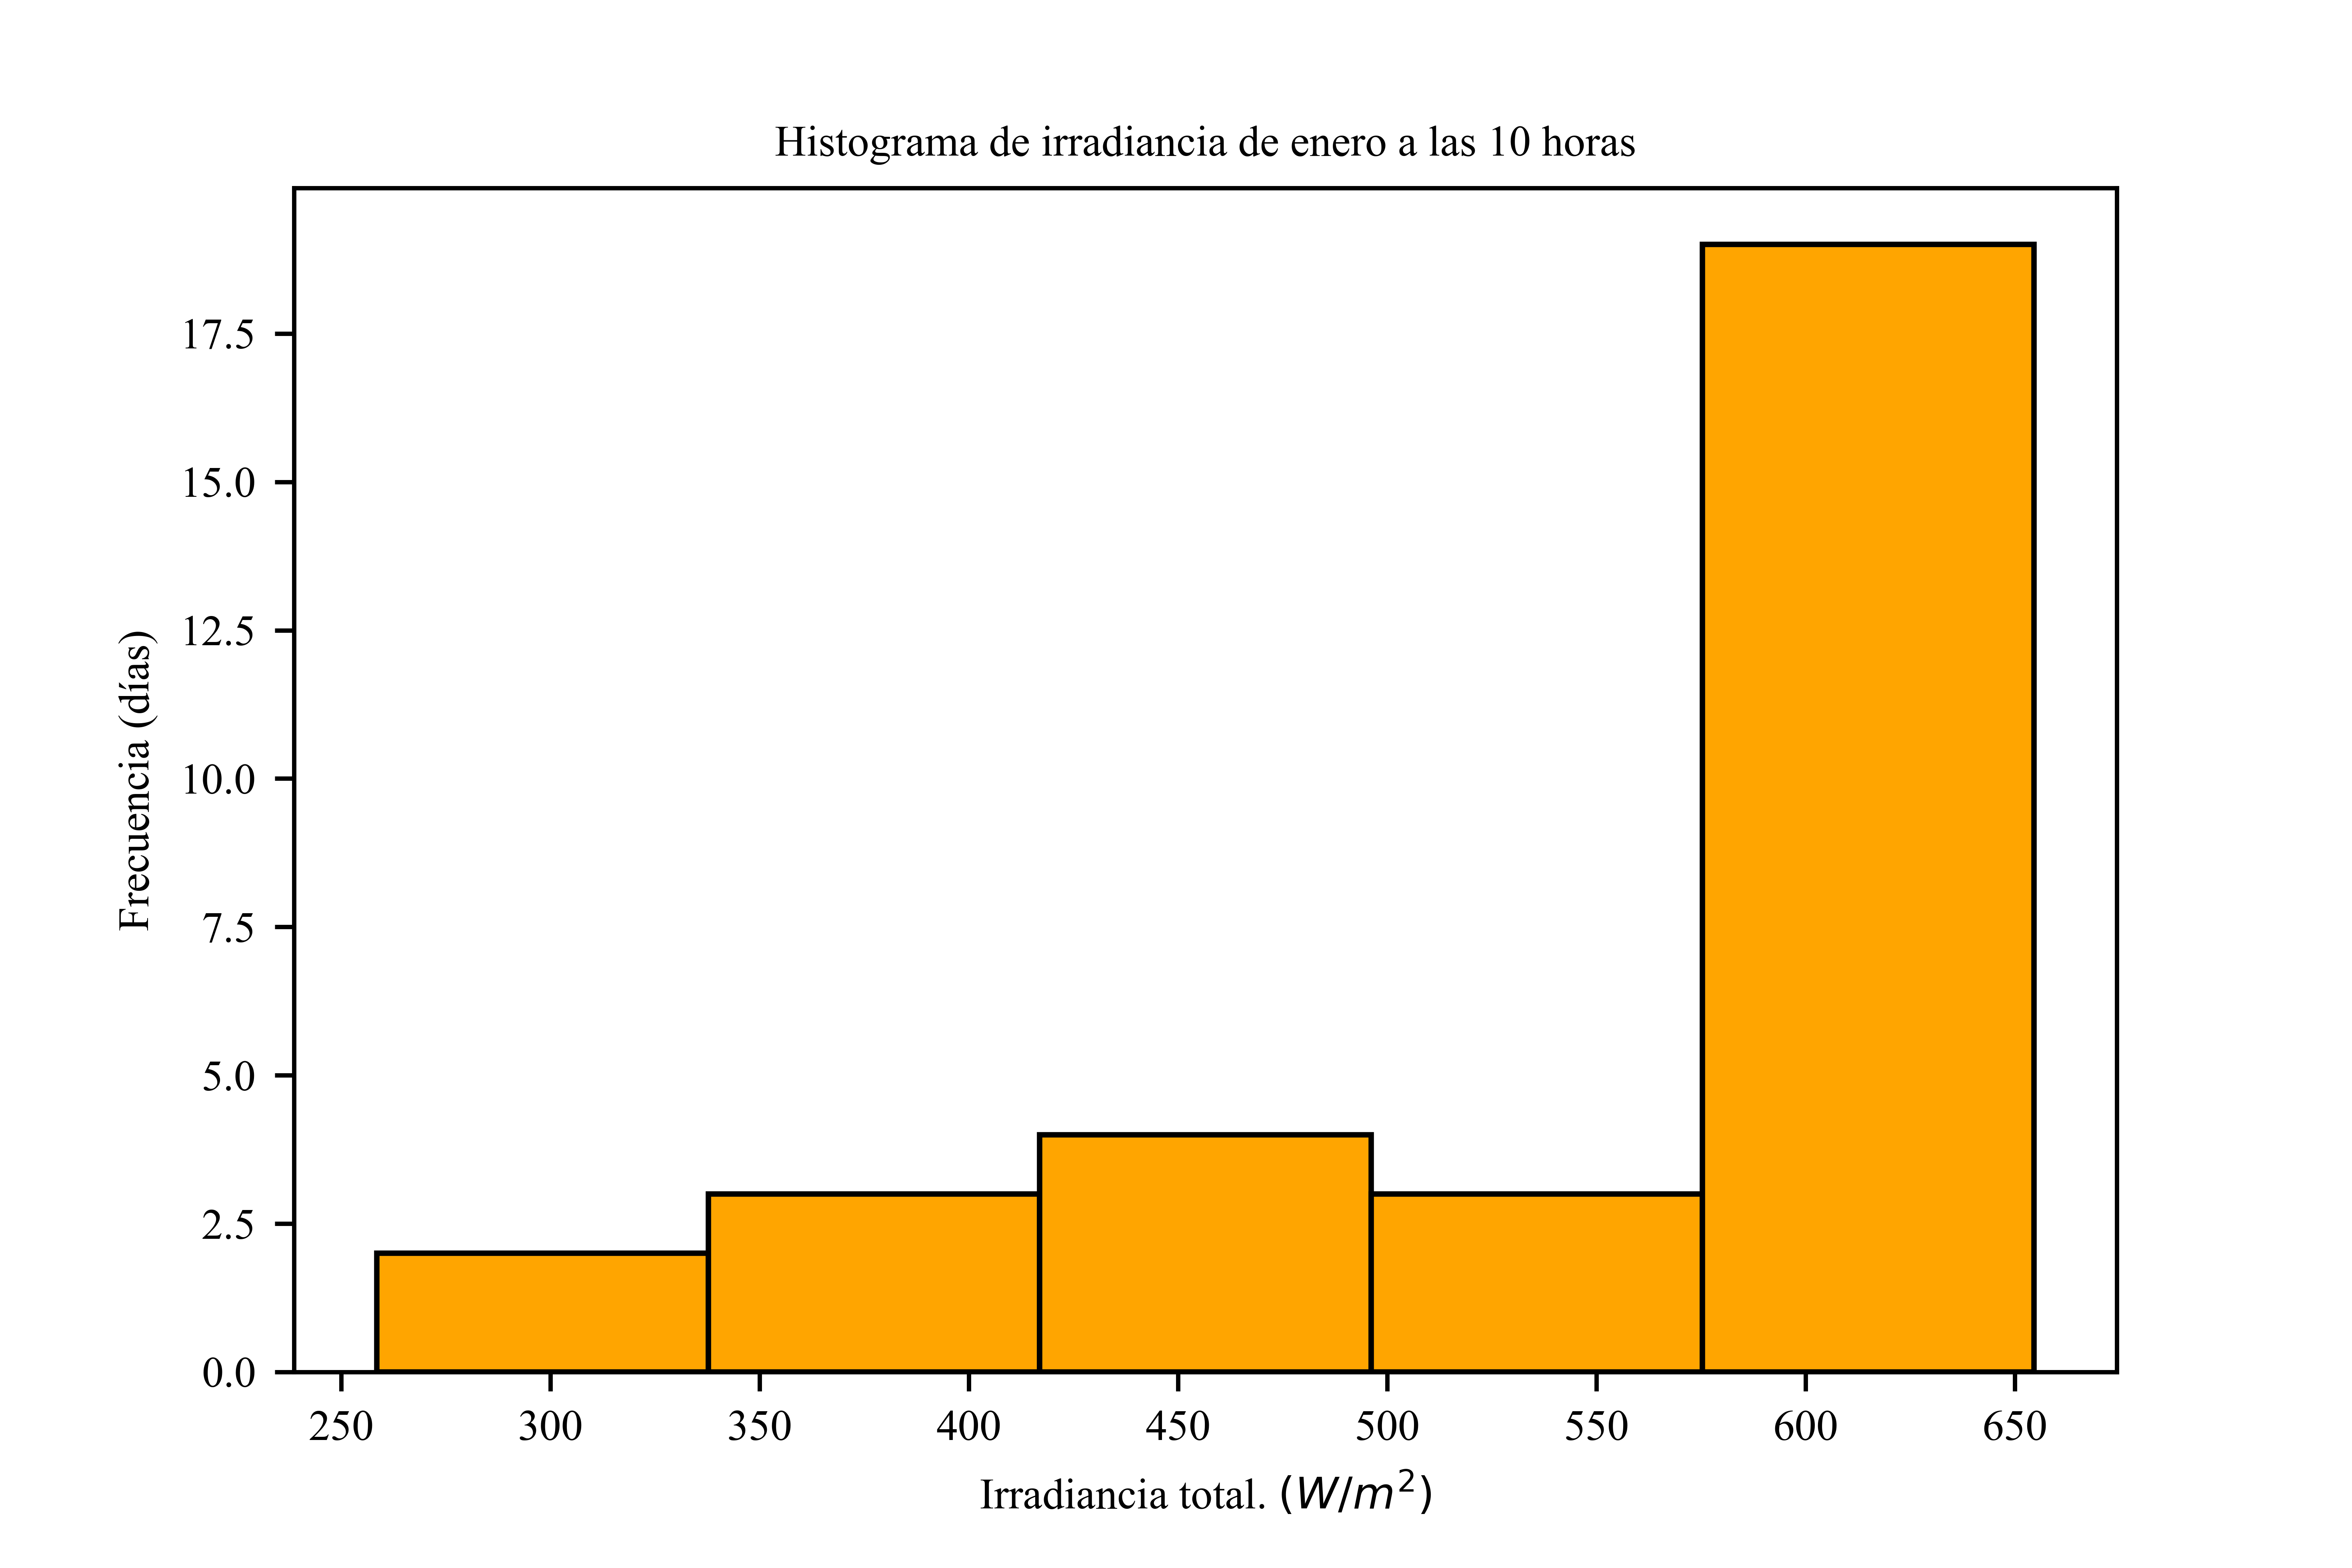 Histograma de irradiancia de enero a las 10 horas
Frecuencia (días)
17.5
15.0
12.5
10.0
7.5
5.0
2.5
0.0
250 300 350 400 450 500 550 600 650
Irradiancia total. (W/m²)